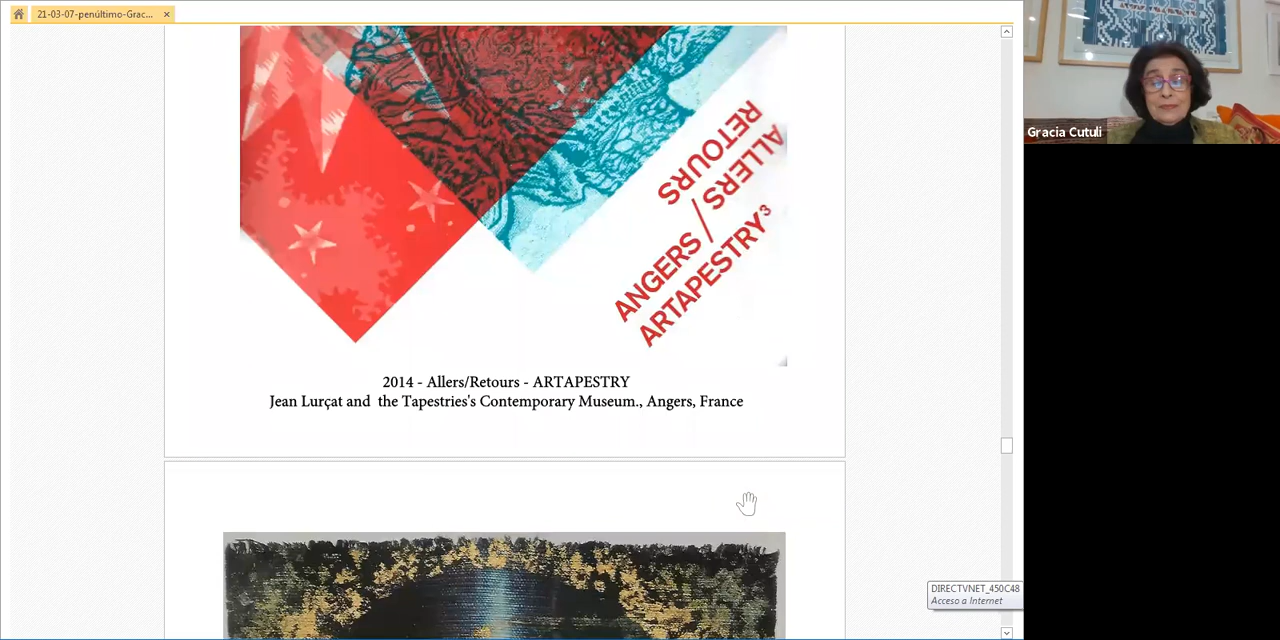 21-03-07-penúltimo-Grac...
ALLERS/
RETOURS
ANGERS/
ARTAPESTRY³
2014 - Allers/Retours - ARTAPESTRY
Jean Lurçat and the Tapestries's Contemporary Museum., Angers, France
Gracia Cutuli
DIRECTVNET_450C48
Acceso a Internet